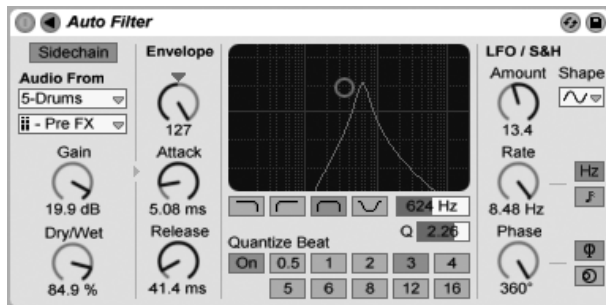 Auto Filter
Sidechain
Audio From
5-Drums
- Pre FX
Gain
19.9 dB
Dry/Wet
84.9 %
Envelope
127
Attack
5.08 ms
Release
41.4 ms
624 Hz
Q 2.26
Quantize Beat
On 0.5 1 2 3 4
5 6 8 12 16
LFO / S&H
Amount Shape
13.4
Rate
Hz
8.48 Hz
Phase
360°